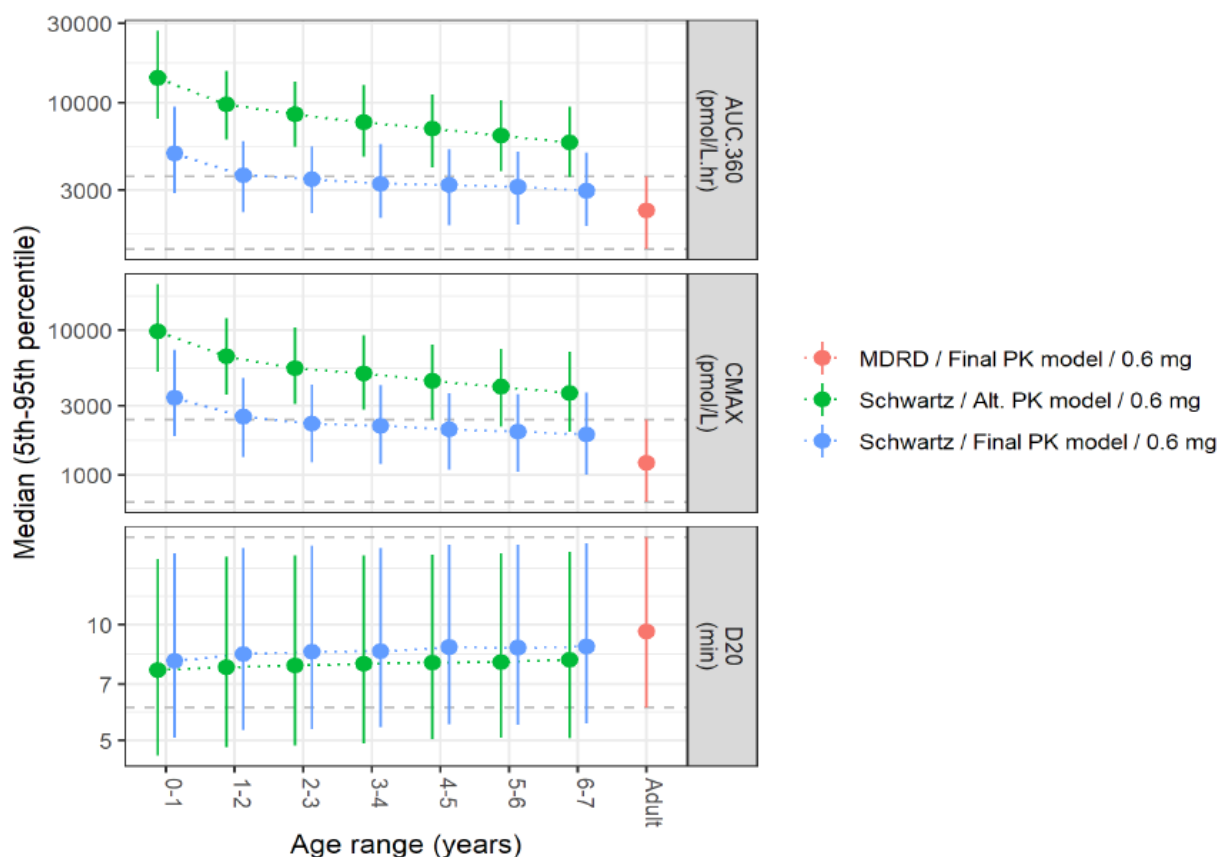 Median (5th-95th percentile)
30000
10000
3000
AUC.360
(pmol/L.hr)
10000
3000
1000
CMAX
(pmol/L)
10
7
5
D20
(min)
0-1
1-2
2-3
3-4
4-5
5-6
6-7
Adult
Age range (years)
MDRD / Final PK model / 0.6 mg
Schwartz / Alt. PK model / 0.6 mg
Schwartz / Final PK model / 0.6 mg